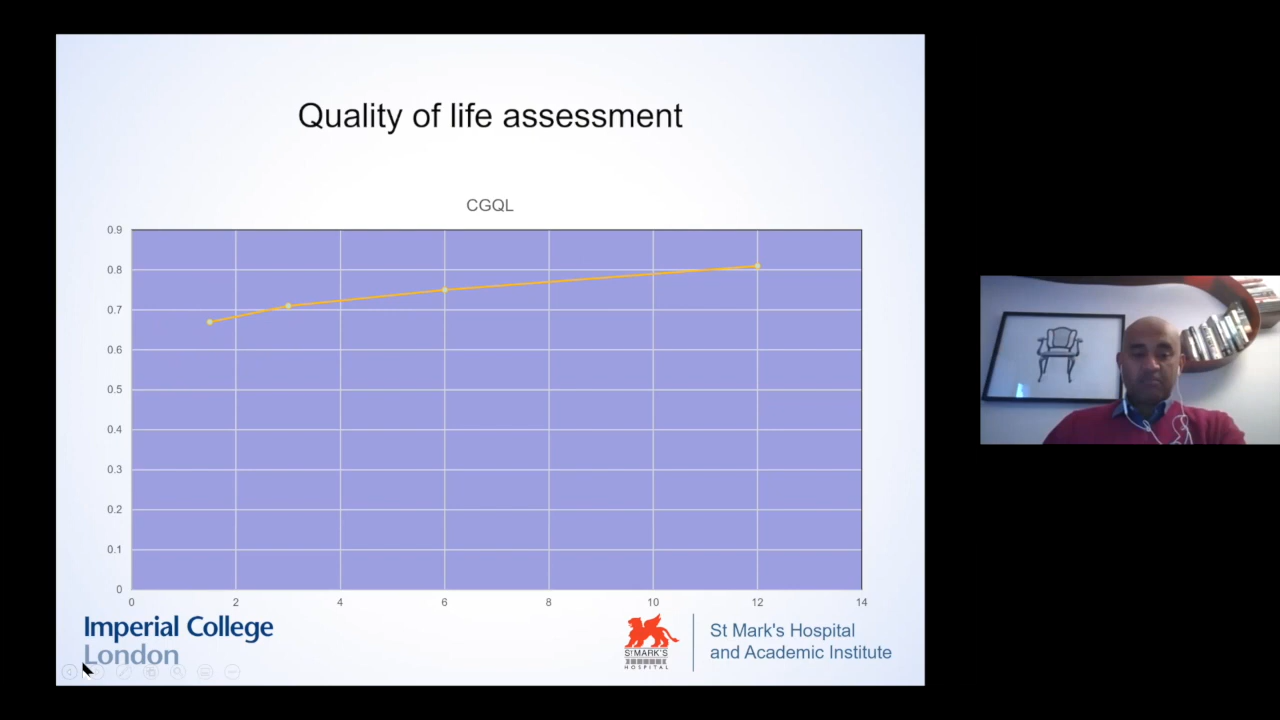 Quality of life assessment
CGQL
0.9
0.8
0.7
0.6
0.5
0.4
0.3
0.2
0.1
0
0 2 4 6 8 10 12 14
Imperial College
London
ST MARK'S
HOSPITAL
St Mark's Hospital
and Academic Institute